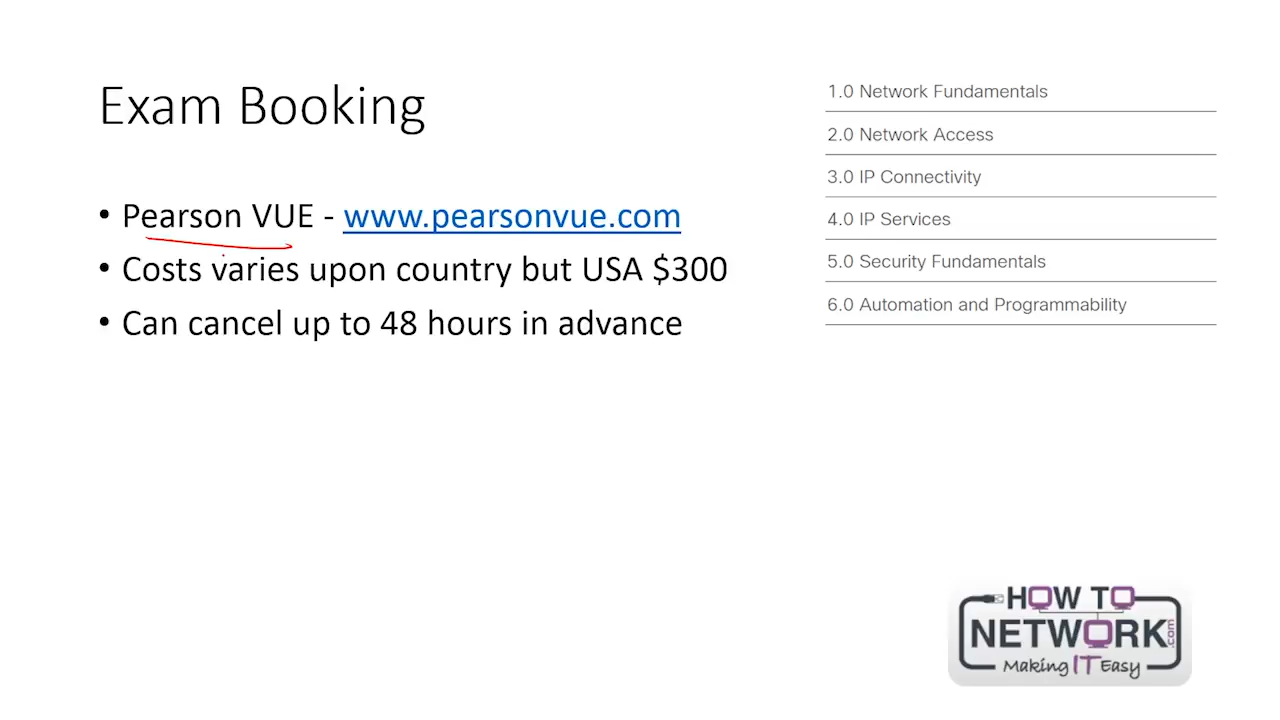 Exam Booking
• Pearson VUE - www.pearsonvue.com
• Costs varies upon country but USA $300
• Can cancel up to 48 hours in advance
1.0 Network Fundamentals
2.0 Network Access
3.0 IP Connectivity
4.0 IP Services
5.0 Security Fundamentals
6.0 Automation and Programmability
HOW TO
NETWORK.com
Making IT Easy